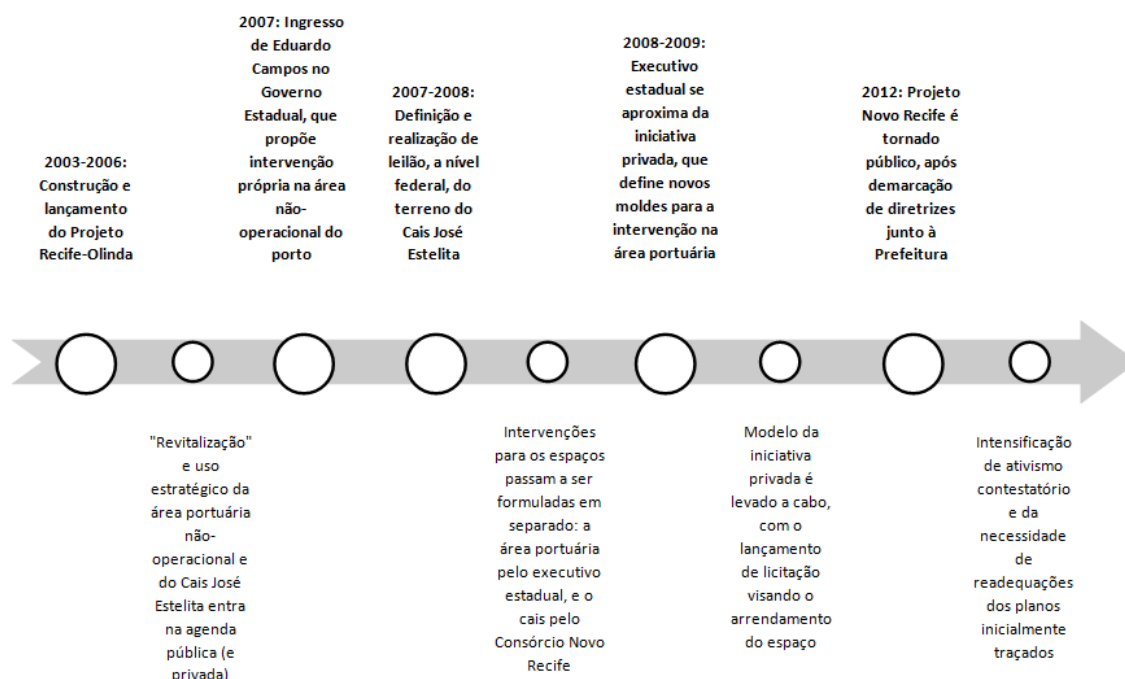 2003-2006:
Construção e
lançamento
do Projeto
Recife-Olinda
"Revitalização"
e uso
estratégico da
área portuária
não-
operacional e
do Cais José
Estelita entra
na agenda
pública (e
privada)
2007: Ingresso
de Eduardo
Campos no
Governo
Estadual, que
propõe
intervenção
própria na área
não-
operacional do
porto
2007-2008:
Definição e
realização de
leilão, a nível
federal, do
terreno do
Cais José
Estelita
Intervenções
para os espaços
passam a ser
formuladas em
separado: a
área portuária
pelo executivo
estadual, e o
cais pelo
Consórcio Novo
Recife
2008-2009:
Executivo
estadual se
aproxima da
iniciativa
privada, que
define novos
moldes para a
intervenção na
área portuária
Modelo da
iniciativa
privada é
levado a cabo,
com o
lançamento
de licitação
visando o
arrendamento
do espaço
2012: Projeto
Novo Recife é
tornado
público, após
demarcação
de diretrizes
junto à
Prefeitura
Intensificação
de ativismo
contestatório
e da
necessidade
de
readequações
dos planos
inicialmente
traçados